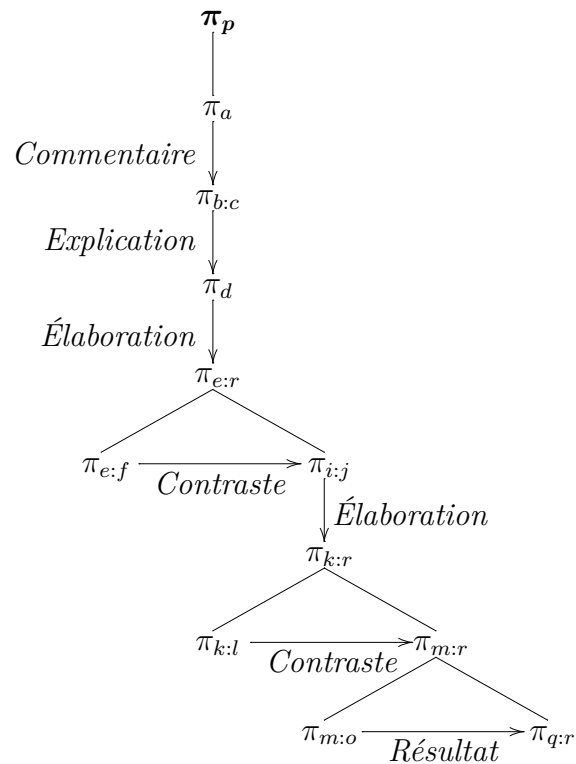 π_p
π_a
Commentaire
π_{b:c}
Explication
π_d
Élaboration
π_{e:r}
π_{e:f} Contraste π_{i:j}
Élaboration
π_{k:r}
π_{k:l} Contraste π_{m:r}
π_{m:o} Résultat π_{q:r}